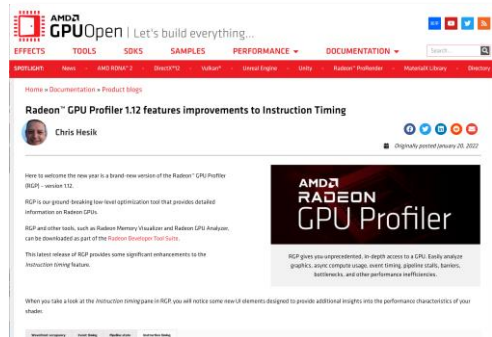 AMD
GPUOpen | Let's build everything...
EFFECTS TOOLS SDKS SAMPLES PERFORMANCE DOCUMENTATION Search...
SPOTLIGHT: News AMD RDNA™ 2 DirectX®12 Vulkan® Unreal Engine Unity Radeon™ ProRender MaterialX Library Directory
Home » Documentation » Product blogs
Radeon™ GPU Profiler 1.12 features improvements to Instruction Timing
Chris Hesik
Originally posted January 20, 2022
Here to welcome the new year is a brand-new version of the Radeon™ GPU Profiler
(RGP) – version 1.12.
RGP is our ground-breaking low-level optimization tool that provides detailed
information on Radeon GPUs.
RGP and other tools, such as Radeon Memory Visualizer and Radeon GPU Analyzer,
can be downloaded as part of the Radeon Developer Tool Suite.
This latest release of RGP provides some significant enhancements to the
Instruction timing feature.
AMD
RADEON
GPU Profiler
RGP gives you unprecedented, in-depth access to a GPU. Easily analyze
graphics, async compute usage, event timing, pipeline stalls, barriers,
bottlenecks, and other performance inefficiencies.
When you take a look at the Instruction timing pane in RGP, you will notice some new UI elements designed to provide additional insights into the performance characteristics of your
shader.
Wavefront occupancy Event timing Pipeline state Instruction timing